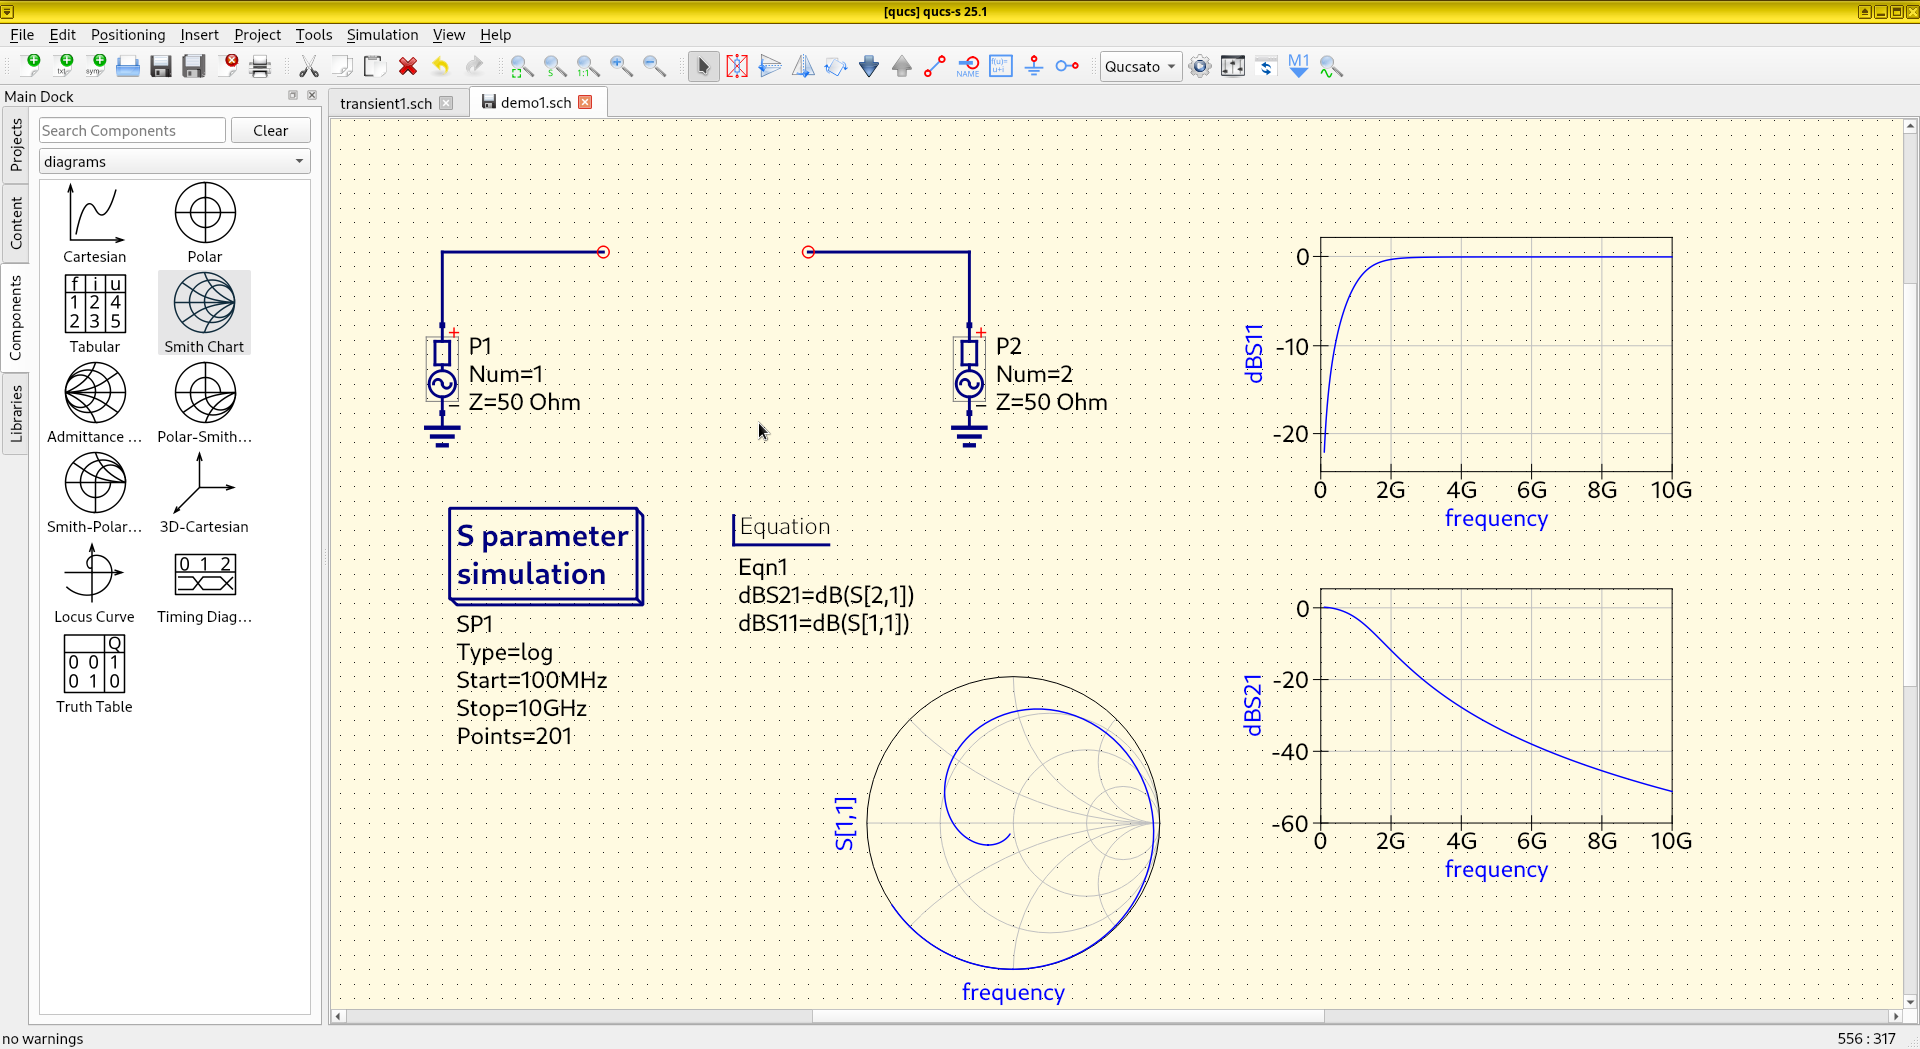 [qucs] qucs-s 25.1
File Edit Positioning Insert Project Tools Simulation View Help
txt
sym
1:1
NAME
f(u)=
u+i
Qucsato
M1
Main Dock
Projects
Content
Components
Libraries
Search Components
Clear
diagrams
Cartesian
Polar
f i u
1 2 4
2 3 5
Tabular
Smith Chart
Admittance ...
Polar-Smith...
Smith-Polar...
3D-Cartesian
Locus Curve
0 1 2
Timing Diag...
Q
0 0 1
0 1 0
Truth Table
transient1.sch
demo1.sch
+
P1
Num=1
Z=50 Ohm
−
+
P2
Num=2
Z=50 Ohm
−
S parameter
simulation
SP1
Type=log
Start=100MHz
Stop=10GHz
Points=201
Equation
Eqn1
dBS21=dB(S[2,1])
dBS11=dB(S[1,1])
S[1,1]
frequency
dBS11
0
-10
-20
0 2G 4G 6G 8G 10G
frequency
dBS21
0
-20
-40
-60
0 2G 4G 6G 8G 10G
frequency
no warnings
556 : 317